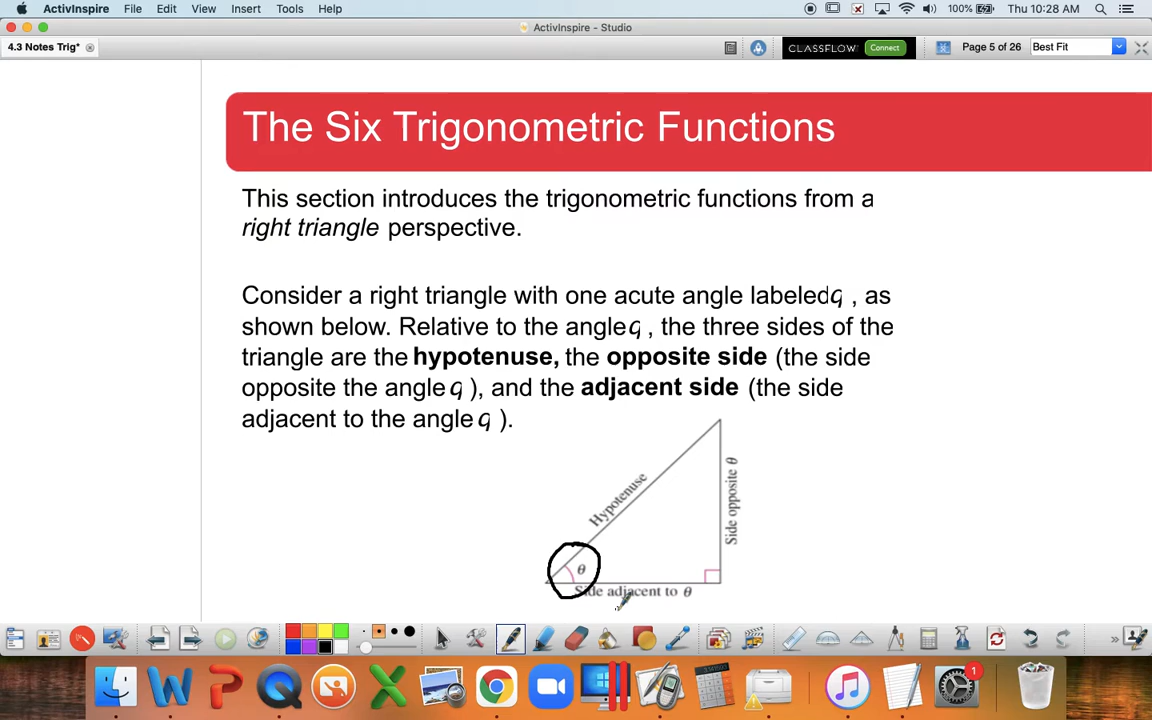 ActivInspire File Edit View Insert Tools Help 100% Thu 10:28 AM
ActivInspire - Studio
4.3 Notes Trig* CLASSFLOW Connect Page 5 of 26 Best Fit
The Six Trigonometric Functions
This section introduces the trigonometric functions from a
right triangle perspective.
Consider a right triangle with one acute angle labeled q , as
shown below. Relative to the angle q , the three sides of the
triangle are the hypotenuse, the opposite side (the side
opposite the angle q ), and the adjacent side (the side
adjacent to the angle q ).
Hypotenuse
Side opposite θ
θ
Side adjacent to θ
»
1